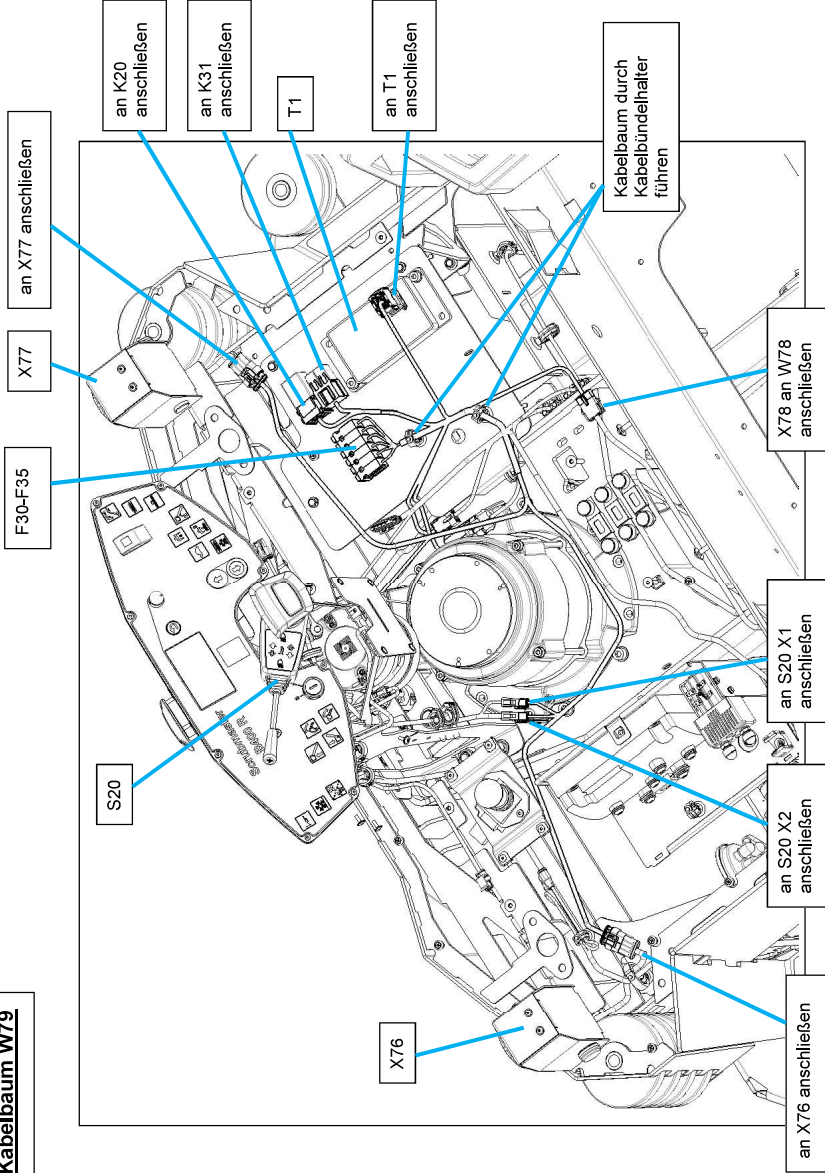 Kabelbaum W79
F30-F35
X77
an X77 anschließen
S20
an K20
anschließen
an K31
anschließen
T1
an T1
anschließen
Scrubmaster
B400 R
X76
Kabelbaum durch
Kabelbündelhalter
führen
an X76 anschließen
an S20 X2
anschließen
an S20 X1
anschließen
X78 an W78
anschließen